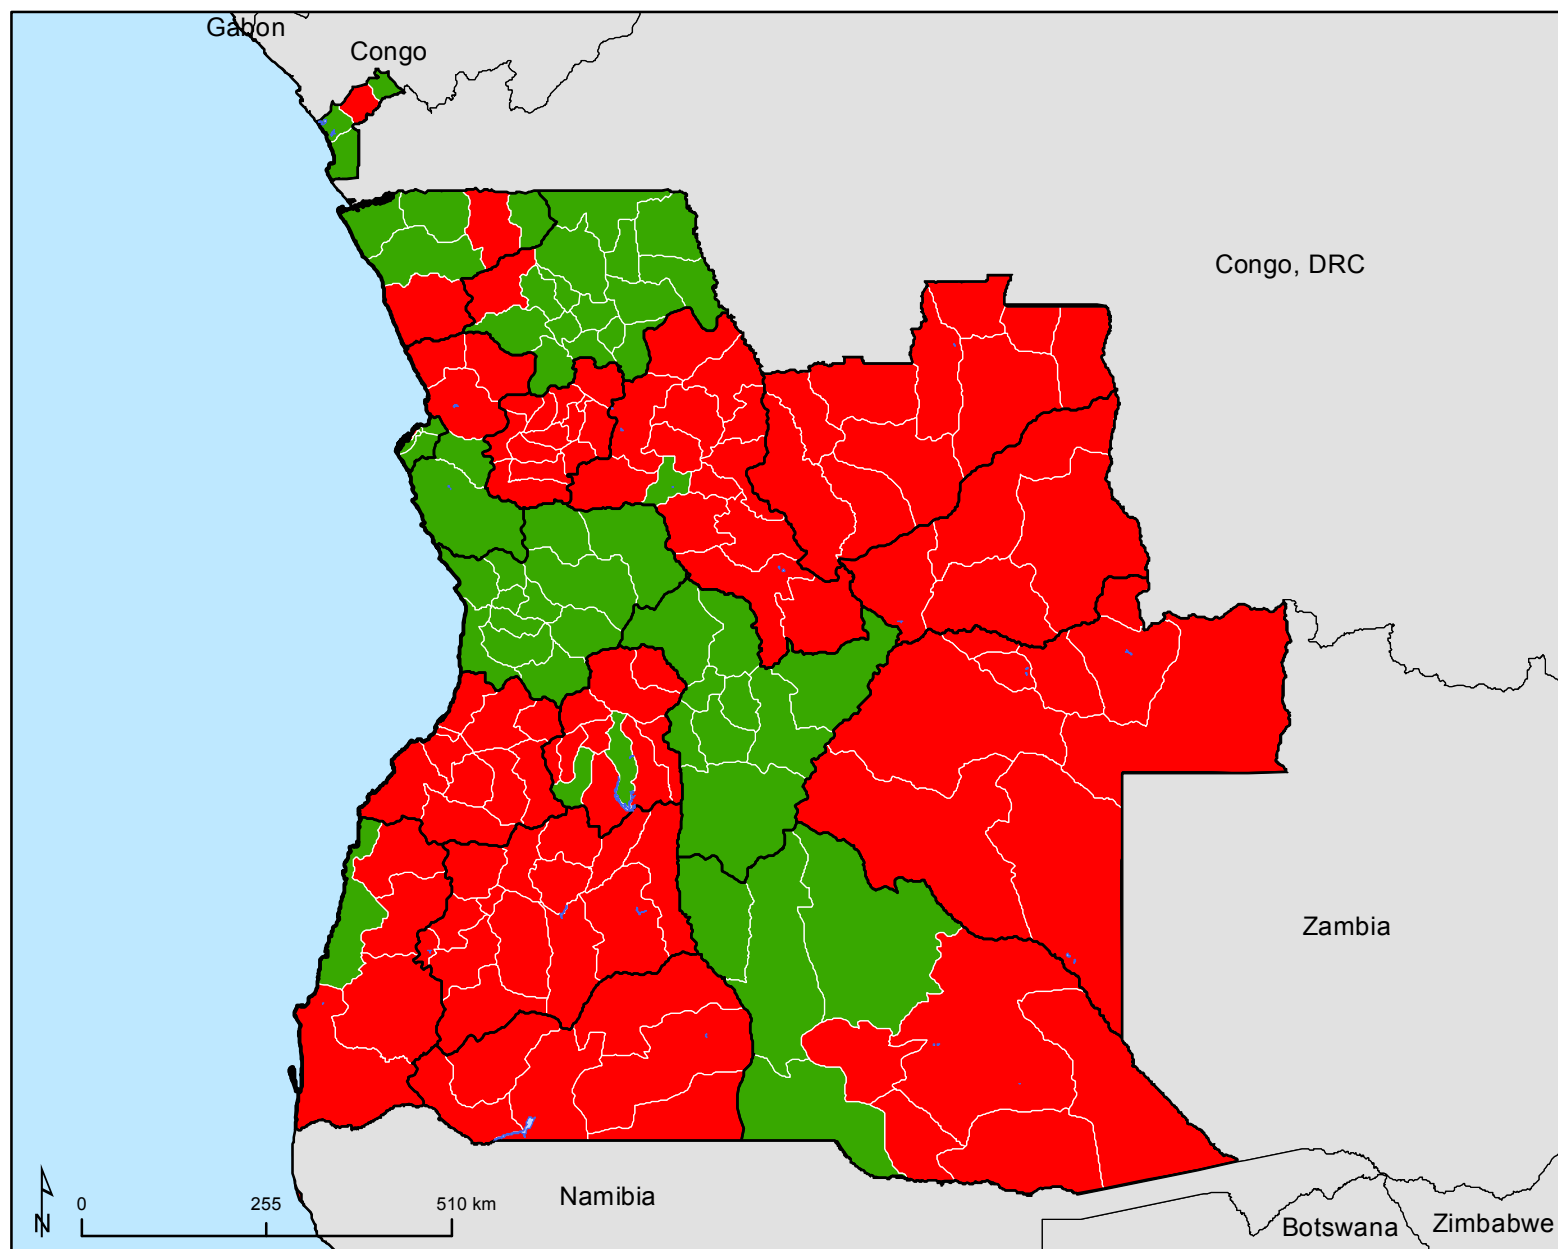 Gabon
Congo
Congo, DRC
Zambia
Namibia
Botswana
Zimbabwe
N
0 255 510 km